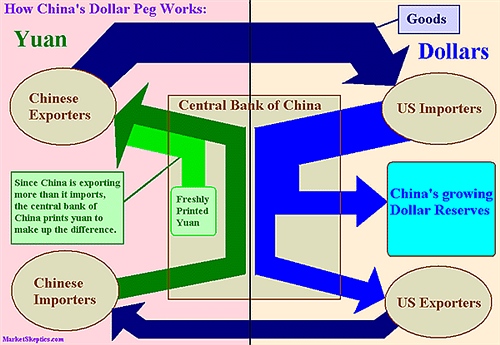 How China's Dollar Peg Works:
Goods
Yuan
Dollars
Chinese
Exporters
Central Bank of China
US Importers
Since China is exporting
more than it imports,
the central bank of
China prints yuan to
make up the difference.
Freshly
Printed
Yuan
China's growing
Dollar Reserves
Chinese
Importers
US Exporters
MarketSkeptics.com